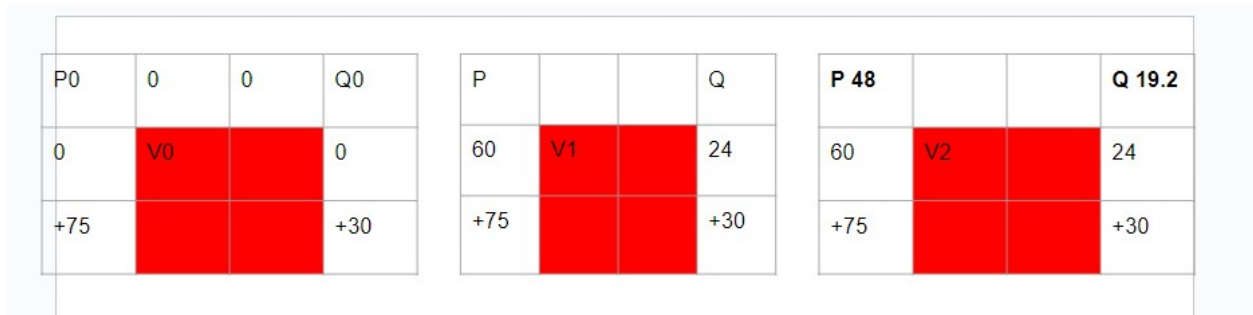 P0 0 0 Q0
0 V0 0
+75 +30
P Q
60 V1 24
+75 +30
P 48 Q 19.2
60 V2 24
+75 +30